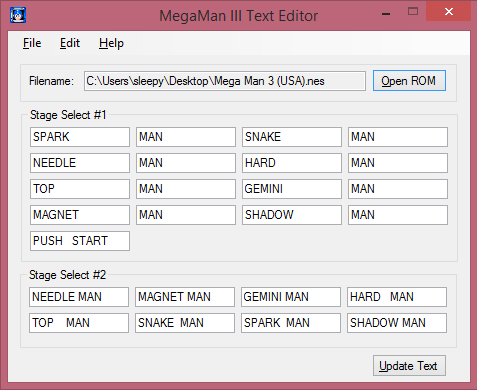 MegaMan III Text Editor
File Edit Help
Filename: C:\Users\sleepy\Desktop\Mega Man 3 (USA).nes Open ROM
Stage Select #1
SPARK MAN SNAKE MAN
NEEDLE MAN HARD MAN
TOP MAN GEMINI MAN
MAGNET MAN SHADOW MAN
PUSH   START
Stage Select #2
NEEDLE MAN MAGNET MAN GEMINI MAN HARD   MAN
TOP    MAN SNAKE  MAN SPARK  MAN SHADOW MAN
Update Text